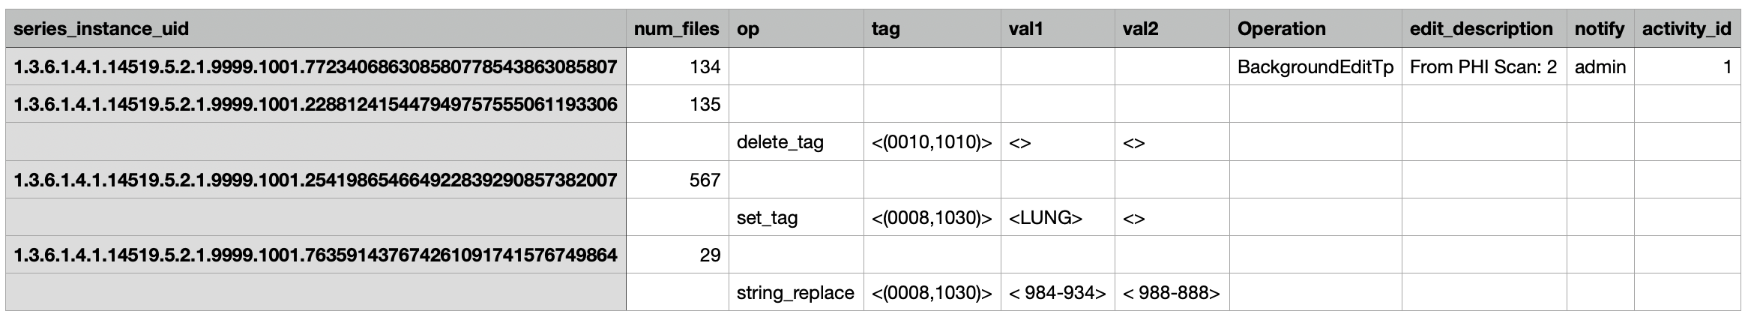 series_instance_uid num_files op tag val1 val2 Operation edit_description notify activity_id
1.3.6.1.4.1.14519.5.2.1.9999.1001.77234068630858077854386308580​7 134 BackgroundEditTp From PHI Scan: 2 admin 1
1.3.6.1.4.1.14519.5.2.1.9999.1001.228812415447949757555061193306 135
delete_tag <(0010,1010)> <> <>
1.3.6.1.4.1.14519.5.2.1.9999.1001.254198654664922839290857382007 567
set_tag <(0008,1030)> <LUNG> <>
1.3.6.1.4.1.14519.5.2.1.9999.1001.763591437674261091741576749864 29
string_replace <(0008,1030)> < 984-934> < 988-888>